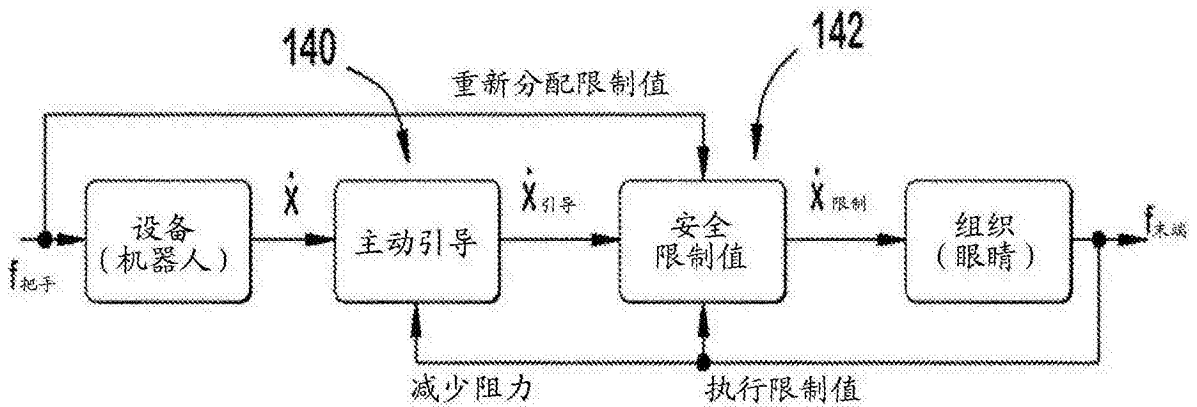 140
142
重新分配限制值
f把手
设备
(机器人)
Ẋ
主动引导
Ẋ引导
安全
限制值
Ẋ限制
组织
(眼睛)
f末端
减少阻力
执行限制值